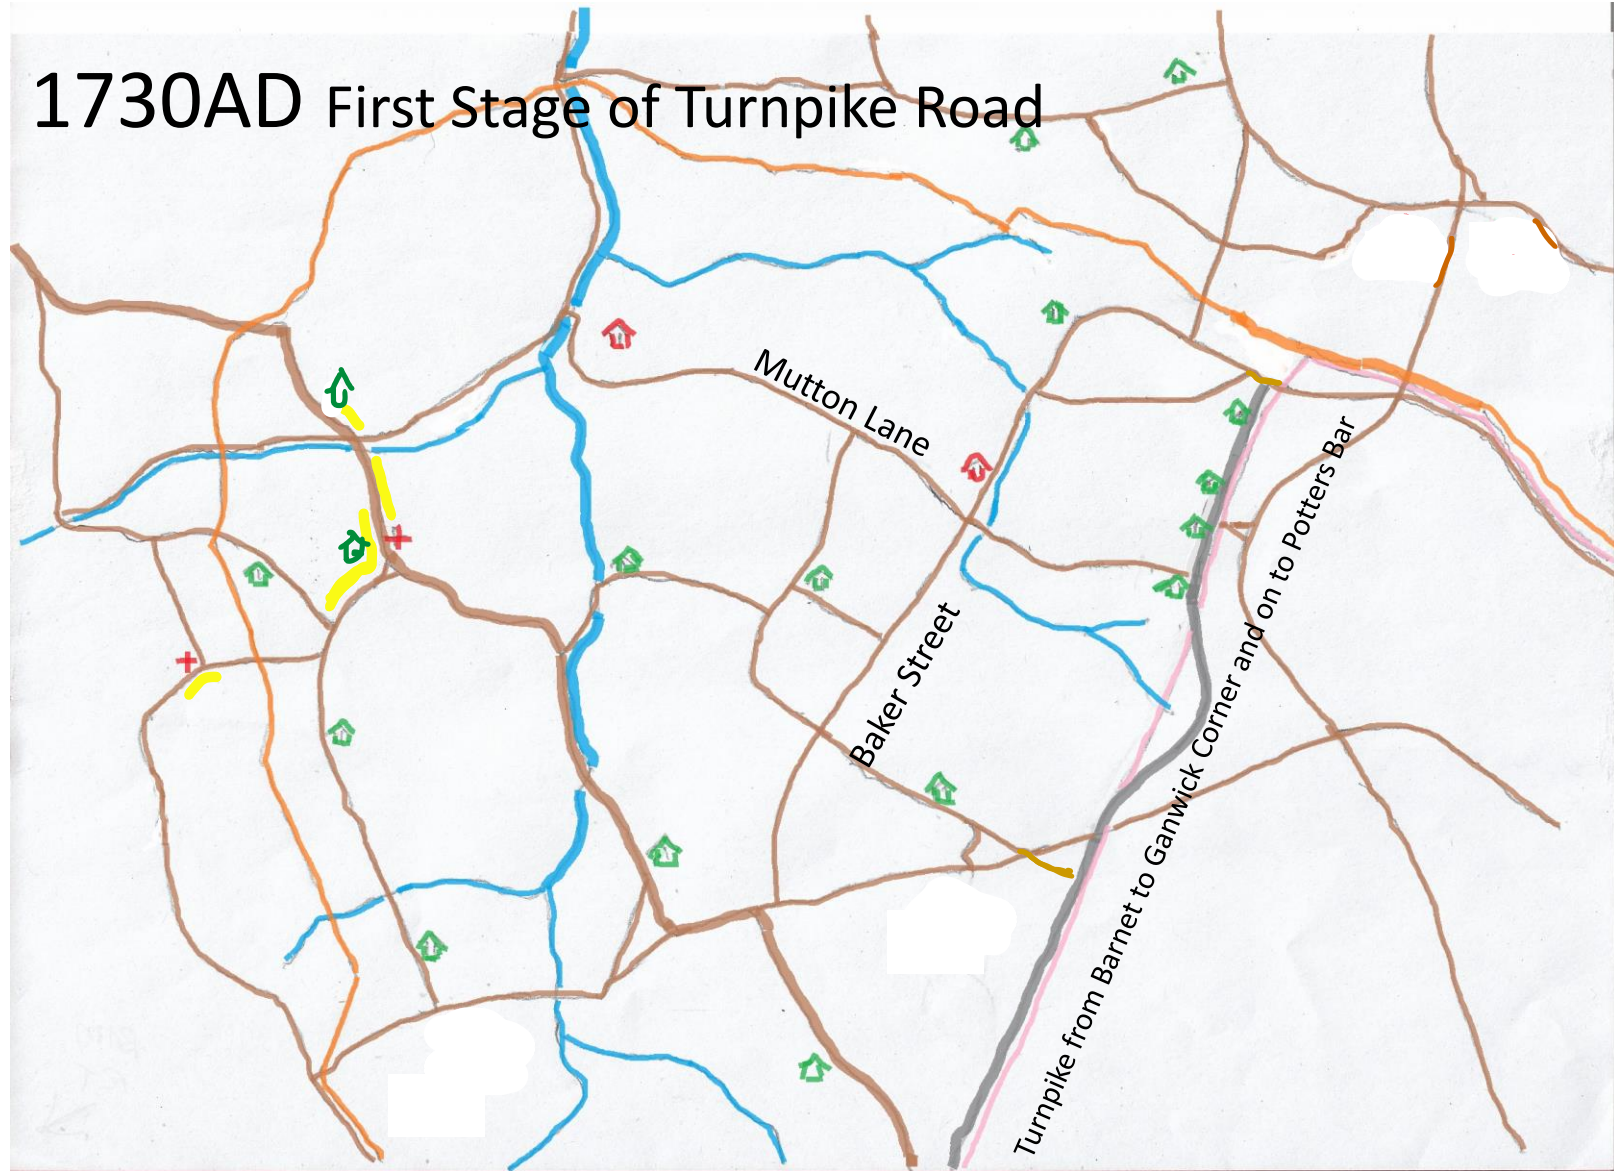 1730AD First Stage of Turnpike Road
Mutton Lane
Baker Street
Turnpike from Barnet to Ganwick Corner and on to Potters Bar